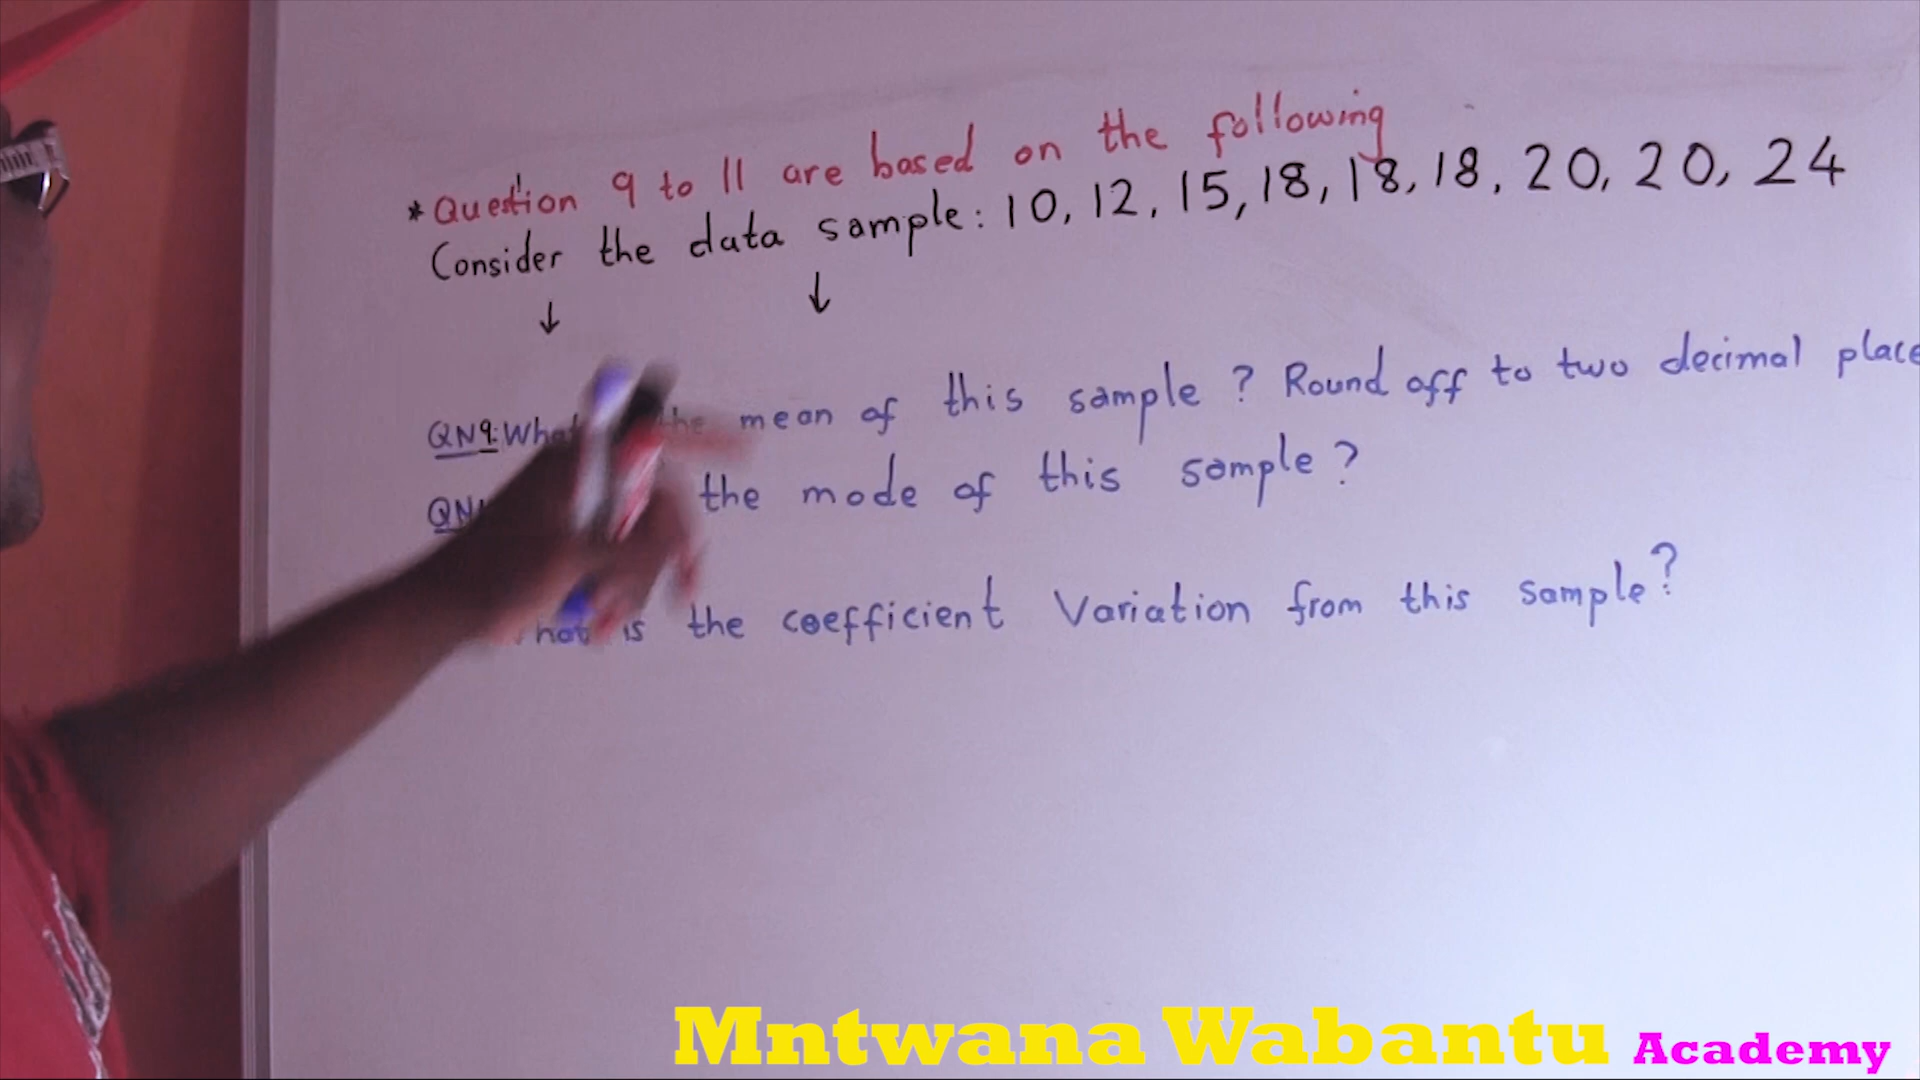 * Question 9 to 11 are based on the following
Consider the data sample: 10, 12, 15, 18, 18, 18, 20, 20, 24
QN9: What the mean of this sample? Round off to two decimal place
QN the mode of this sample?
is the coefficient Variation from this sample?
Mntwana Wabantu Academy